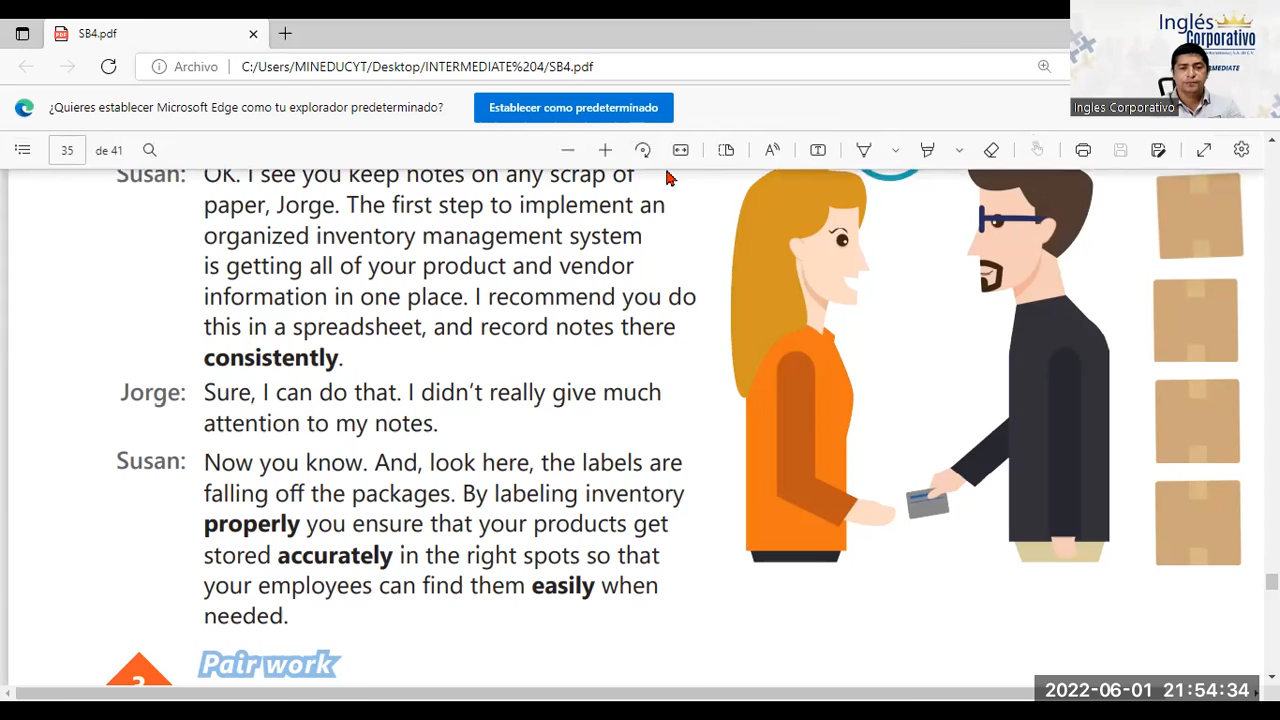 SB4.pdf
Inglés
Corporativo
Archivo
C:/Users/MINEDUCYT/Desktop/INTERMEDIATE%204/SB4.pdf
Ingles Corporativo
¿Quieres establecer Microsoft Edge como tu explorador predeterminado?
Establecer como predeterminado
35
de 41
Susan: OK. I see you keep notes on any scrap of
paper, Jorge. The first step to implement an
organized inventory management system
is getting all of your product and vendor
information in one place. I recommend you do
this in a spreadsheet, and record notes there
consistently.
Jorge: Sure, I can do that. I didn't really give much
attention to my notes.
Susan: Now you know. And, look here, the labels are
falling off the packages. By labeling inventory
properly you ensure that your products get
stored accurately in the right spots so that
your employees can find them easily when
needed.
Pair work
3
2022-06-01 21:54:34